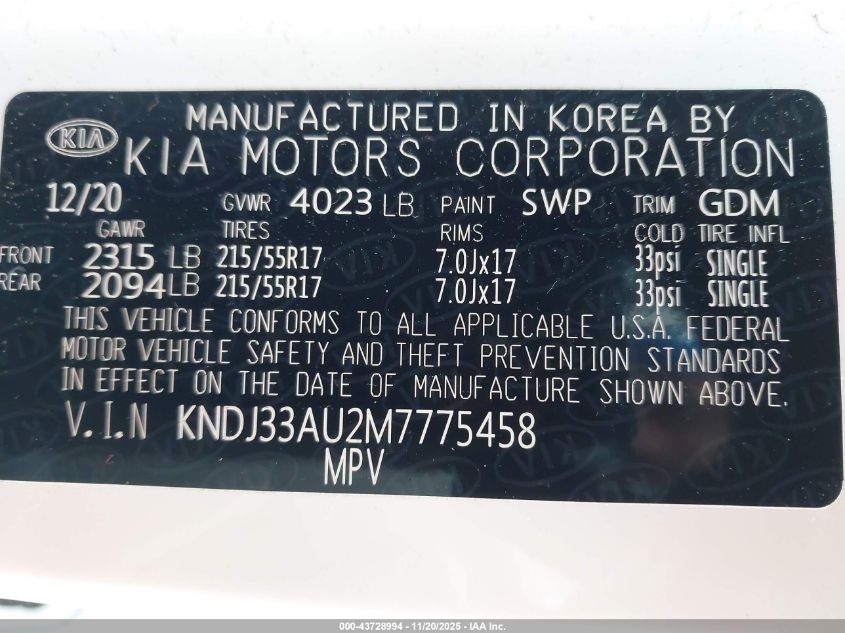 MANUFACTURED IN KOREA BY
KIA KIA MOTORS CORPORATION
12/20 GVWR 4023 LB PAINT SWP TRIM GDM
GAWR TIRES RIMS COLD TIRE INFL
FRONT 2315 LB 215/55R17 7.0Jx17 33psi SINGLE
REAR 2094 LB 215/55R17 7.0Jx17 33psi SINGLE
THIS VEHICLE CONFORMS TO ALL APPLICABLE U.S.A. FEDERAL
MOTOR VEHICLE SAFETY AND THEFT PREVENTION STANDARDS
IN EFFECT ON THE DATE OF MANUFACTURE SHOWN ABOVE.
V.I.N KNDJ33AU2M7775458
MPV
000-43728994 - 11/20/2025 - IAA Inc.